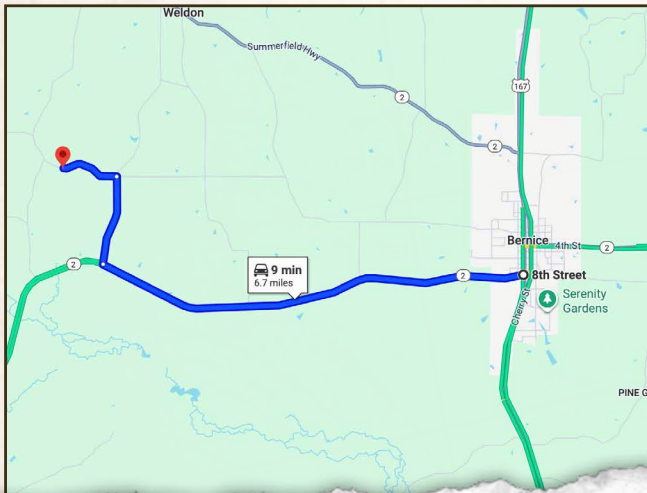 Weldon
Summerfield Hwy
2
167
2
Bernice
4th St
2
2
9 min
6.7 miles
2
8th Street
Serenity
Gardens
Cherry St
PINE G